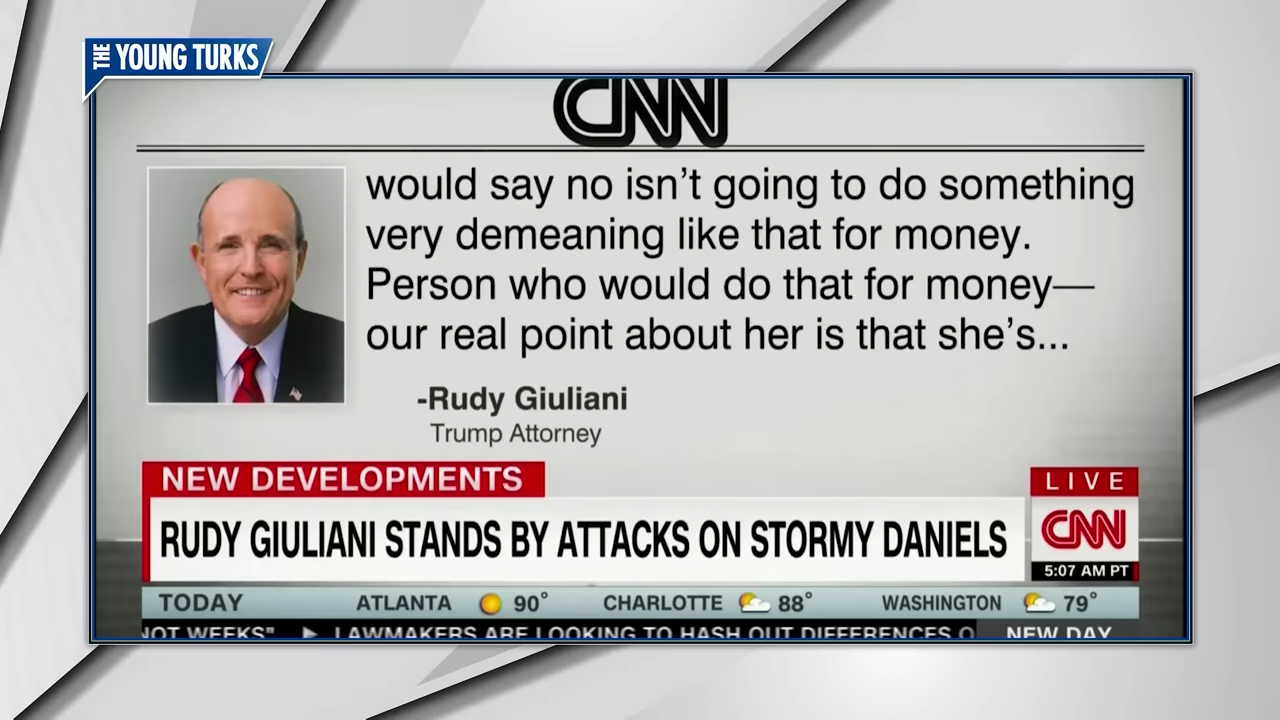 THE YOUNG TURKS
CNN
would say no isn't going to do something
very demeaning like that for money.
Person who would do that for money—
our real point about her is that she's...
-Rudy Giuliani
Trump Attorney
NEW DEVELOPMENTS
LIVE
RUDY GIULIANI STANDS BY ATTACKS ON STORMY DANIELS
CNN
5:07 AM PT
TODAY ATLANTA 90° CHARLOTTE 88° WASHINGTON 79°
NOT WEEKS" ► LAWMAKERS ARE LOOKING TO HASH OUT DIFFERENCES O NEW DAY